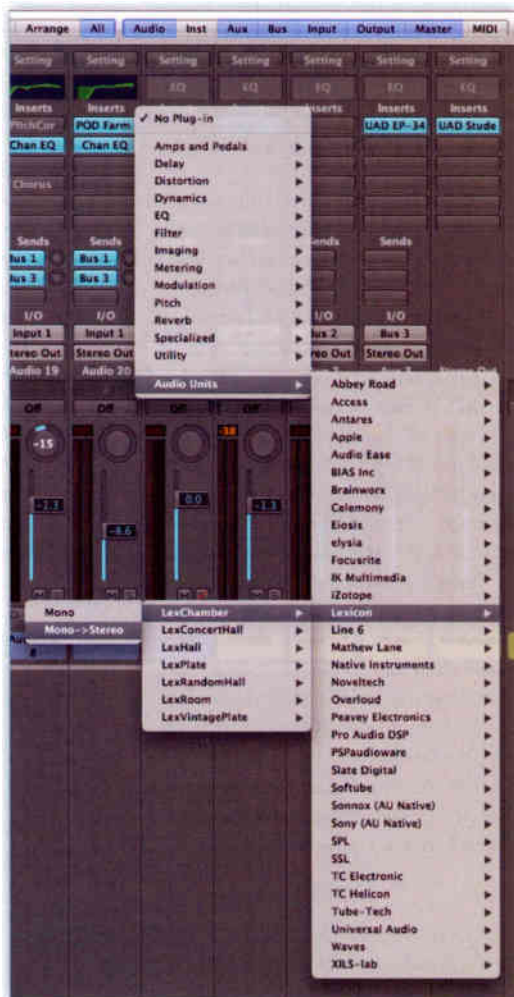 Arrange All Audio Inst Aux Bus Input Output Master MIDI
Setting Setting Setting Setting Setting Setting Setting
EQ EQ EQ EQ EQ
Inserts Inserts Inserts Inserts
PitchCor POD Farm UAD EP-34 UAD Stude
Chan EQ Chan EQ
Chorus
✓ No Plug-in
Amps and Pedals
Delay
Distortion
Dynamics
EQ
Filter
Imaging
Metering
Modulation
Pitch
Reverb
Specialized
Utility
Audio Units
Sends Sends Sends
Bus 1 Bus 1
Bus 3 Bus 3
I/O I/O I/O I/O
Input 1 Input 1 Bus 2 Bus 3
Stereo Out Stereo Out Stereo Out
Audio 19 Audio 20
Off Off Off Off
-15 -38
-2.3 -8.6 0.0 -1.3
Abbey Road
Access
Antares
Apple
Audio Ease
BIAS Inc
Brainworx
Celemony
Eiosis
elysia
Focusrite
IK Multimedia
iZotope
Lexicon
Line 6
Mathew Lane
Native Instruments
Noveltech
Overloud
Peavey Electronics
Pro Audio DSP
PSPaudioware
Slate Digital
Softube
Sonnox (AU Native)
Sony (AU Native)
SPL
SSL
TC Electronic
TC Helicon
Tube-Tech
Universal Audio
Waves
XILS-lab
LexChamber
LexConcertHall
LexHall
LexPlate
LexRandomHall
LexRoom
LexVintagePlate
Mono
Mono->Stereo
8